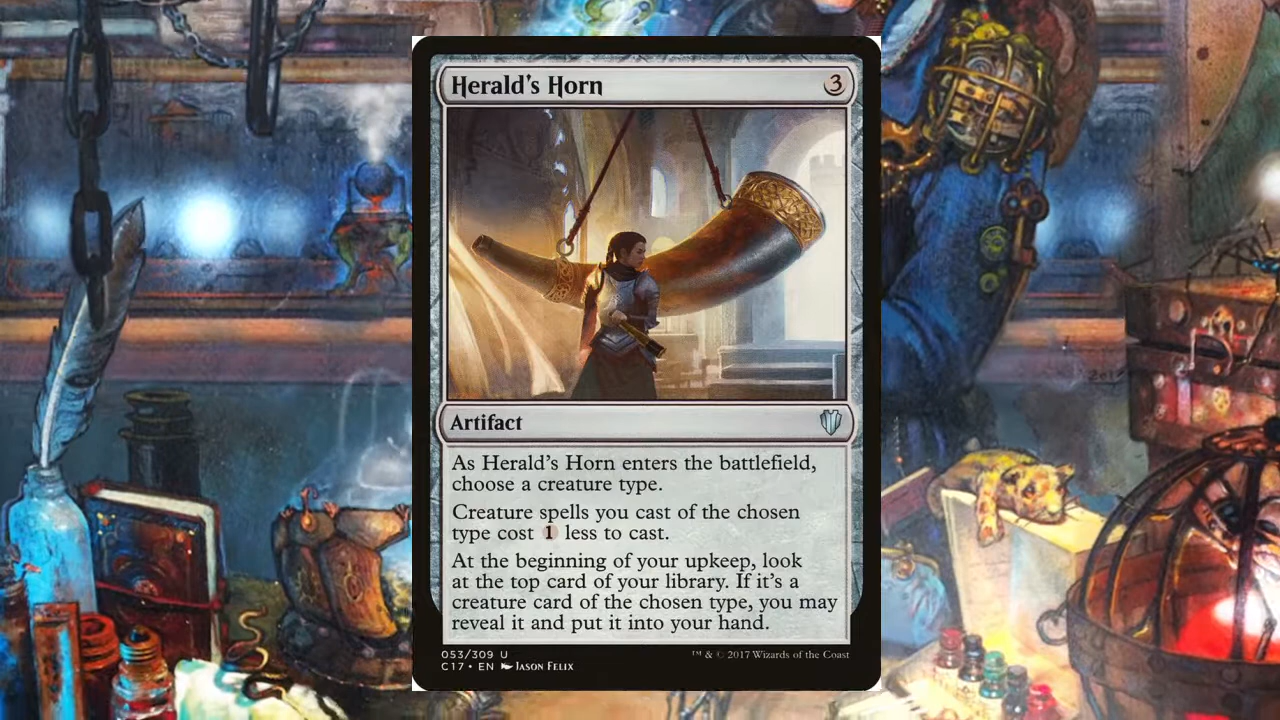 Herald's Horn 3
Artifact
As Herald's Horn enters the battlefield,
choose a creature type.
Creature spells you cast of the chosen
type cost 1 less to cast.
At the beginning of your upkeep, look
at the top card of your library. If it's a
creature card of the chosen type, you may
reveal it and put it into your hand.
053/309 U
C17 • EN JASON FELIX
™ & © 2017 Wizards of the Coast